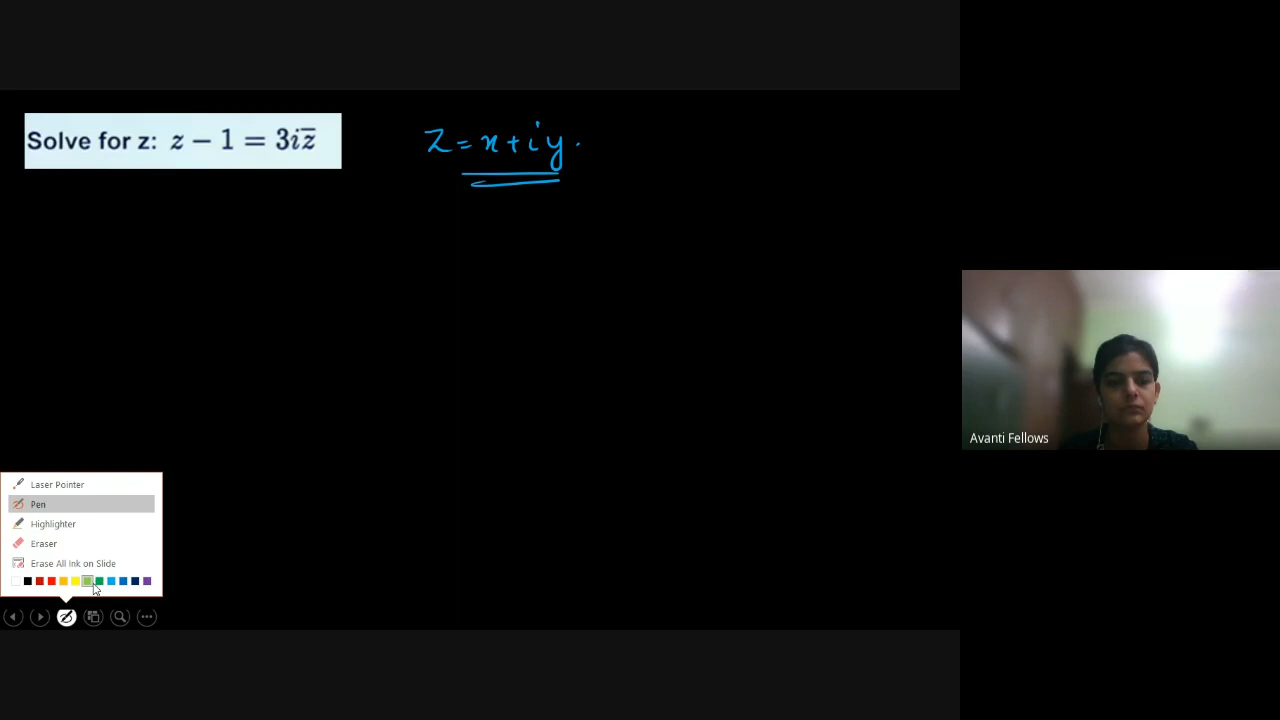 Solve for z: z − 1 = 3iz̅
z = x + iy.
Avanti Fellows
Laser Pointer
Pen
Highlighter
Eraser
Erase All Ink on Slide